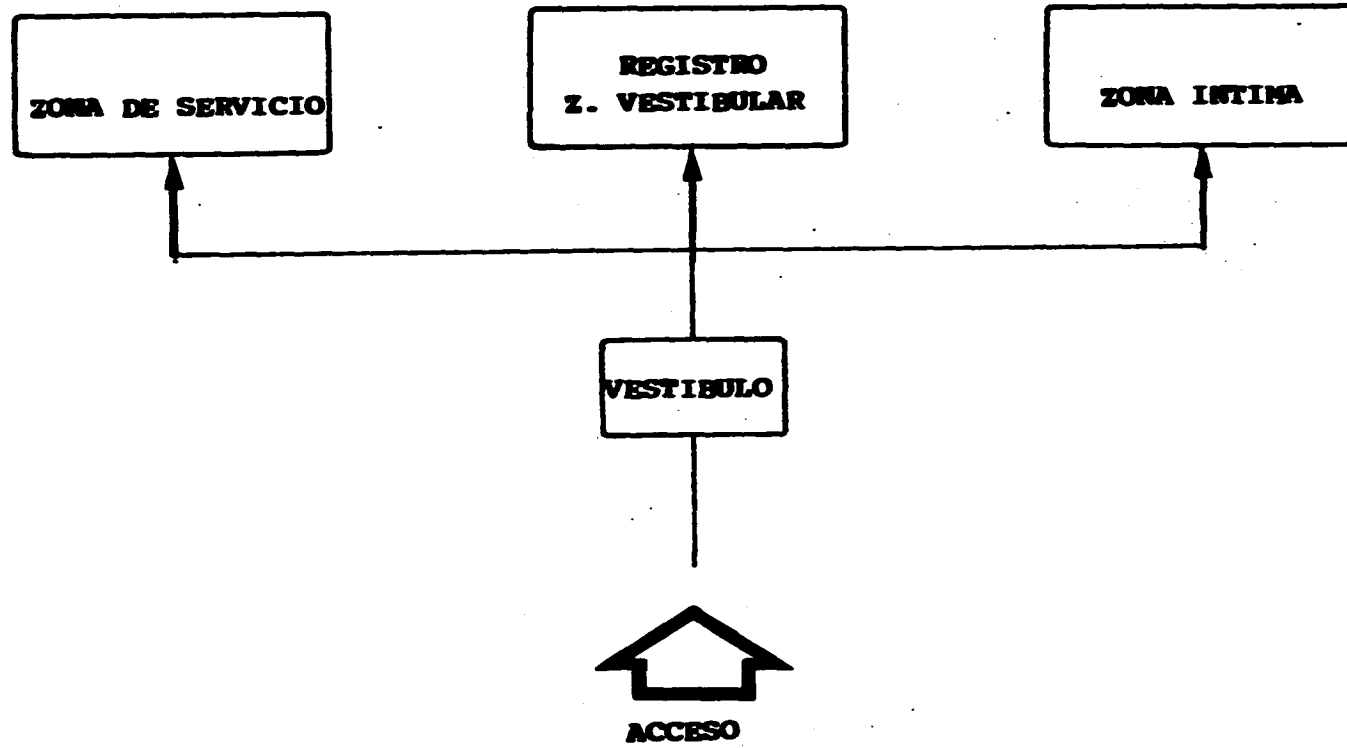 ZONA DE SERVICIO
REGISTRO
Z. VESTIBULAR
ZONA INTIMA
VESTIBULO
ACCESO